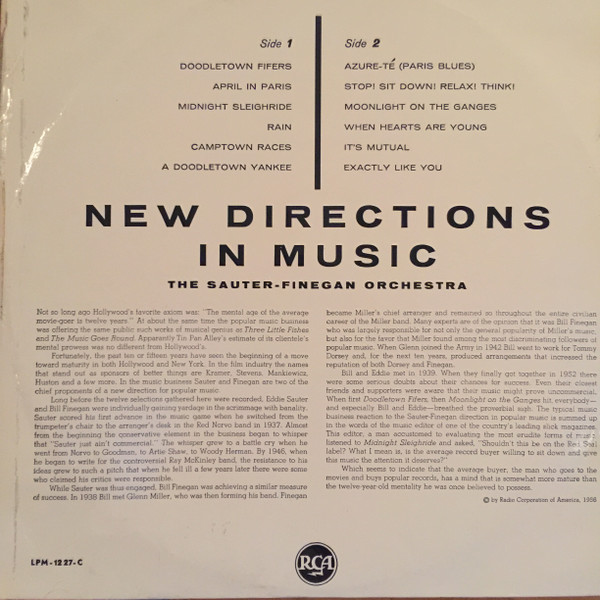 Side 1
DOODLETOWN FIFERS
APRIL IN PARIS
MIDNIGHT SLEIGHRIDE
RAIN
CAMPTOWN RACES
A DOODLETOWN YANKEE
Side 2
AZURE-TÉ (PARIS BLUES)
STOP! SIT DOWN! RELAX! THINK!
MOONLIGHT ON THE GANGES
WHEN HEARTS ARE YOUNG
IT'S MUTUAL
EXACTLY LIKE YOU
NEW DIRECTIONS
IN MUSIC
THE SAUTER-FINEGAN ORCHESTRA
Not so long ago Hollywood's favorite axiom was: "The mental age of the average
movie-goer is twelve years." At about the same time the popular music business
was offering the same public such works of musical genius as Three Little Fishes
and The Music Goes Round. Apparently Tin Pan Alley's estimate of its clientele's
mental prowess was no different from Hollywood's.
Fortunately, the past ten or fifteen years have seen the beginning of a move
toward maturity in both Hollywood and New York. In the film industry the names
that stand out as sponsors of better things are Kramer, Stevens, Mankiewicz,
Huston and a few more. In the music business Sauter and Finegan are two of the
chief proponents of a new direction for popular music.
Long before the twelve selections gathered here were recorded, Eddie Sauter
and Bill Finegan were individually gaining yardage in the scrimmage with banality.
Sauter scored his first advance in the music game when he switched from the
trumpeter's chair to the arranger's desk in the Red Norvo band in 1937. Almost
from the beginning the conservative element in the business began to whisper
that "Sauter just ain't commercial." The whisper grew to a battle cry when he
went from Norvo to Goodman, to Artie Shaw, to Woody Herman. By 1946, when
he began to write for the controversial Ray McKinley band, the resistance to his
ideas grew to such a pitch that when he fell ill a few years later there were some
who claimed his critics were responsible.
While Sauter was thus engaged, Bill Finegan was achieving a similar measure
of success. In 1938 Bill met Glenn Miller, who was then forming his band. Finegan
became Miller's chief arranger and remained so throughout the entire civilian
career of the Miller band. Many experts are of the opinion that it was Bill Finegan
who was largely responsible for not only the general popularity of Miller's music,
but also for the favor that Miller found among the most discriminating followers of
popular music. When Glenn joined the Army in 1942 Bill went to work for Tommy
Dorsey and, for the next ten years, produced arrangements that increased the
reputation of both Dorsey and Finegan.
Bill and Eddie met in 1939. When they finally got together in 1952 there
were some serious doubts about their chances for success. Even their closest
friends and supporters were aware that their music might prove uncommercial.
When first Doodletown Fifers, then Moonlight on the Ganges hit, everybody—
and especially Bill and Eddie—breathed the proverbial sigh. The typical music
business reaction to the Sauter-Finegan direction in popular music is summed up
in the words of the music editor of one of the country's leading slick magazines.
This editor, a man accustomed to evaluating the most erudite forms of music,
listened to Midnight Sleighride and asked, "Shouldn't this be on the Red Seal
label? What I mean is, is the average record buyer willing to sit down and give
this music the attention it deserves?"
Which seems to indicate that the average buyer, the man who goes to the
movies and buys popular records, has a mind that is somewhat more mature than
the twelve-year-old mentality he was once believed to possess.
© by Radio Corporation of America, 1956
LPM-1227-C
RCA